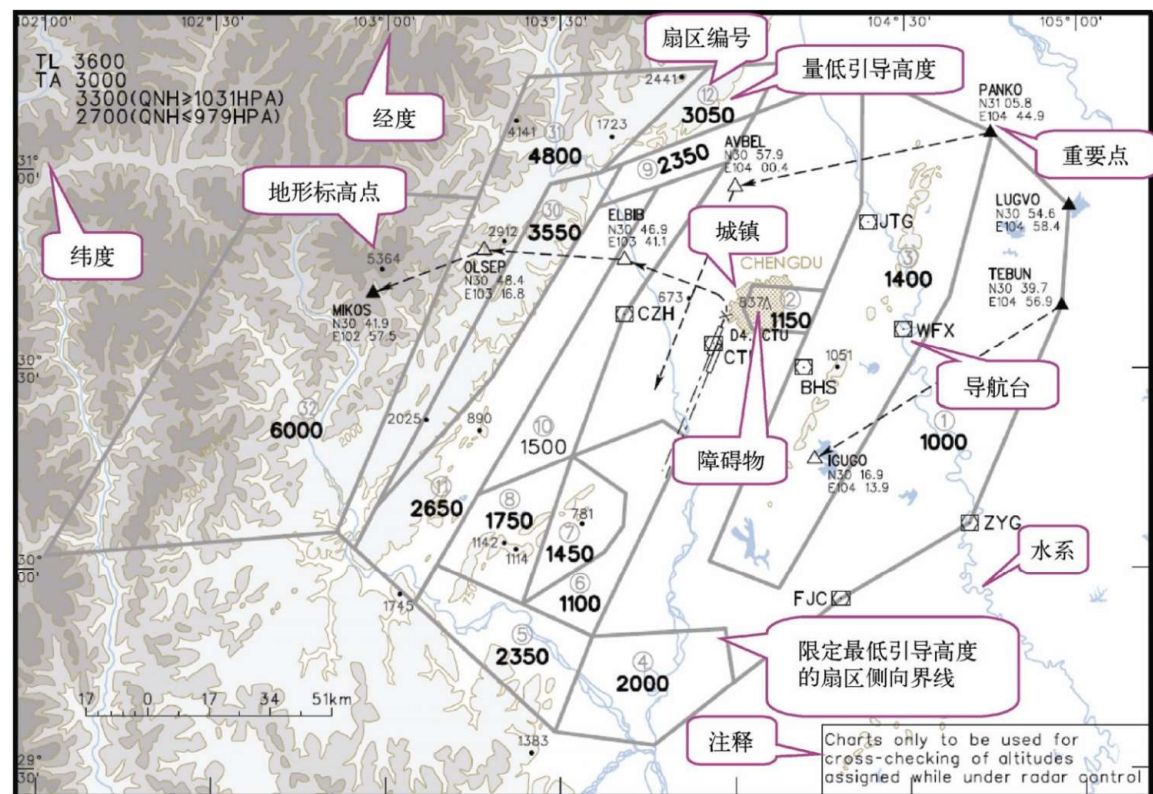 102°00'
102°30'
103°00'
103°30'
104°30'
105°00'
TL 3600
TA 3000
3300(QNH≥1031HPA)
2700(QNH≤979HPA)
扇区编号
量低引导高度
经度
纬度
地形标高点
重要点
城镇
导航台
障碍物
水系
限定最低引导高度
的扇区侧向界线
注释
2441
⑫
3050
4141
㉛
4800
1723
⑨
2350
AVBEL
N30 57.9
E104 00.4
PANKO
N31 05.8
E104 44.9
31°
00'
LUGVO
N30 54.6
E104 58.4
㉚
3550
ELBIB
N30 46.9
E103 41.1
JTG
2912
5364
OLSEP
N30 48.4
E103 16.8
CHENGDU
③
1400
TEBUN
N30 39.7
E104 56.9
MIKOS
N30 41.9
E102 57.5
673
CZH
537
②
1150
WFX
CTU
30°
30'
BHS
1051
㉜
6000
2025
890
⑩
1500
①
1000
IGUGO
N30 16.9
E104 13.9
⑪
2650
⑧
1750
781
⑦
1450
1142
1114
ZYG
30°
00'
⑥
1100
1745
FJC
⑤
2350
④
2000
17 0 17 34 51km
1383
29°
30'
Charts only to be used for
cross-checking of altitudes
assigned while under radar control